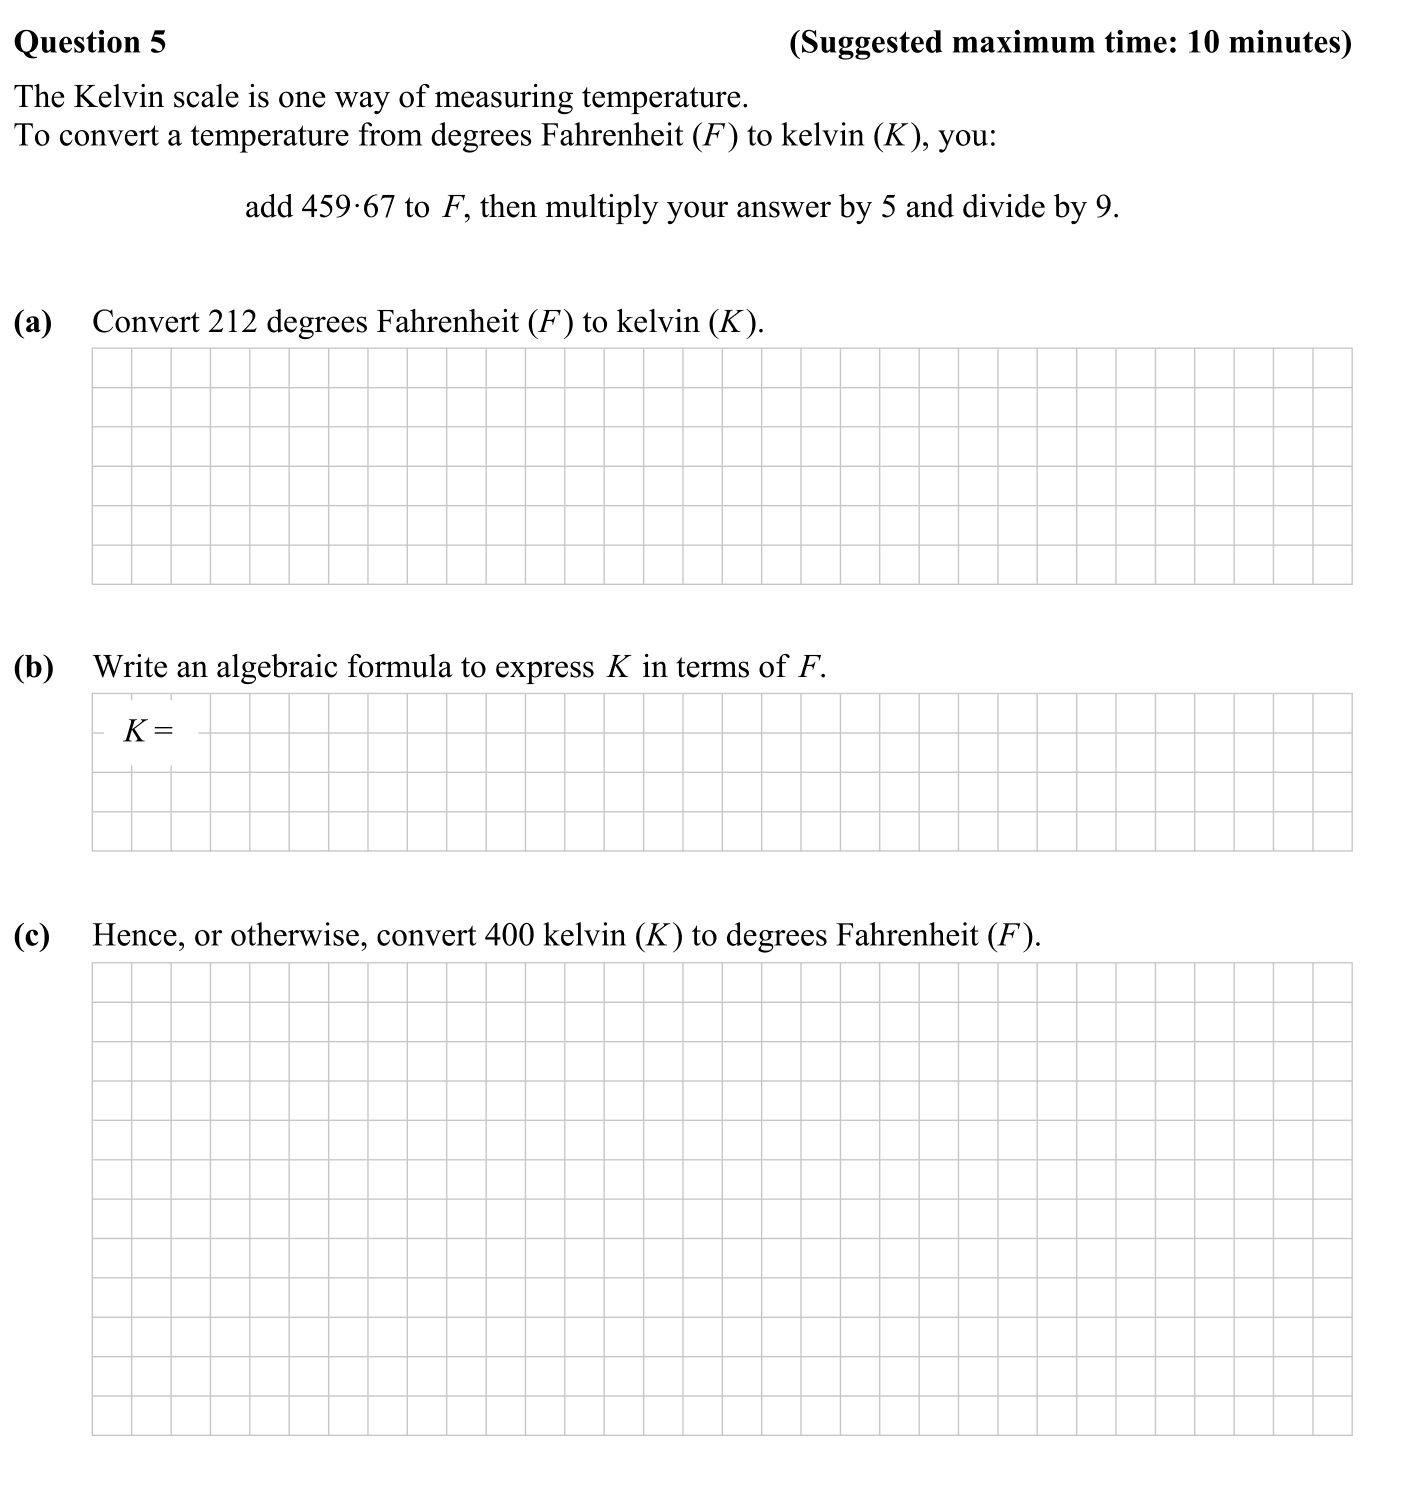 Question 5 (Suggested maximum time: 10 minutes)
The Kelvin scale is one way of measuring temperature.
To convert a temperature from degrees Fahrenheit (F) to kelvin (K), you:
add 459·67 to F, then multiply your answer by 5 and divide by 9.
(a) Convert 212 degrees Fahrenheit (F) to kelvin (K).
(b) Write an algebraic formula to express K in terms of F.
K =
(c) Hence, or otherwise, convert 400 kelvin (K) to degrees Fahrenheit (F).